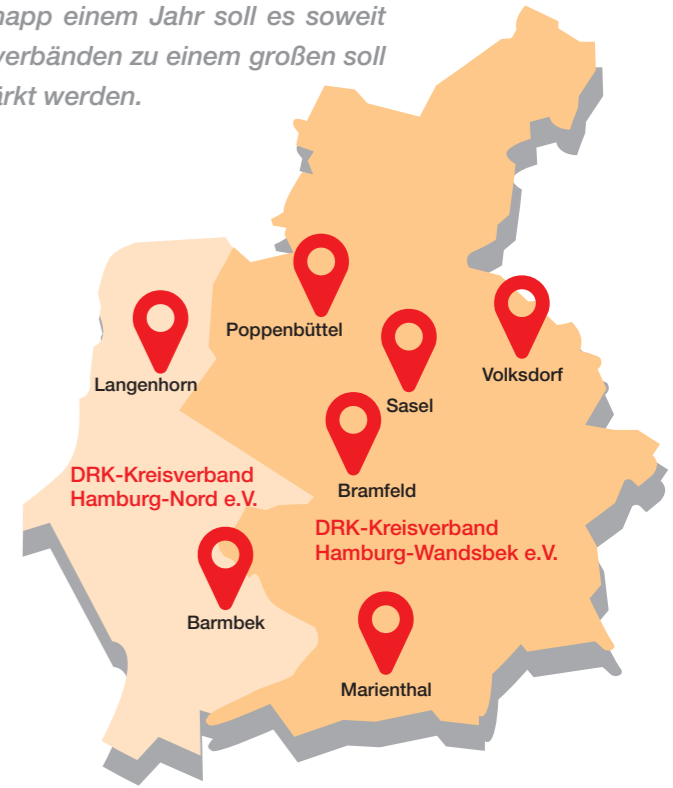 napp einem Jahr soll es soweit
verbänden zu einem großen soll
ärkt werden.
Poppenbüttel
Langenhorn
Volksdorf
Sasel
DRK-Kreisverband
Hamburg-Nord e.V.
Bramfeld
DRK-Kreisverband
Hamburg-Wandsbek e.V.
Barmbek
Marienthal